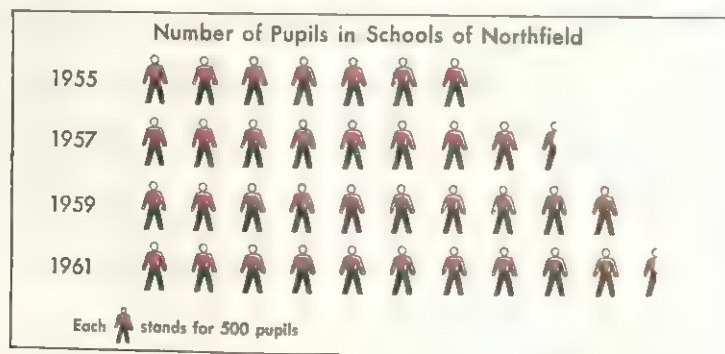 Number of Pupils in Schools of Northfield
1955
1957
1959
1961
Each stands for 500 pupils